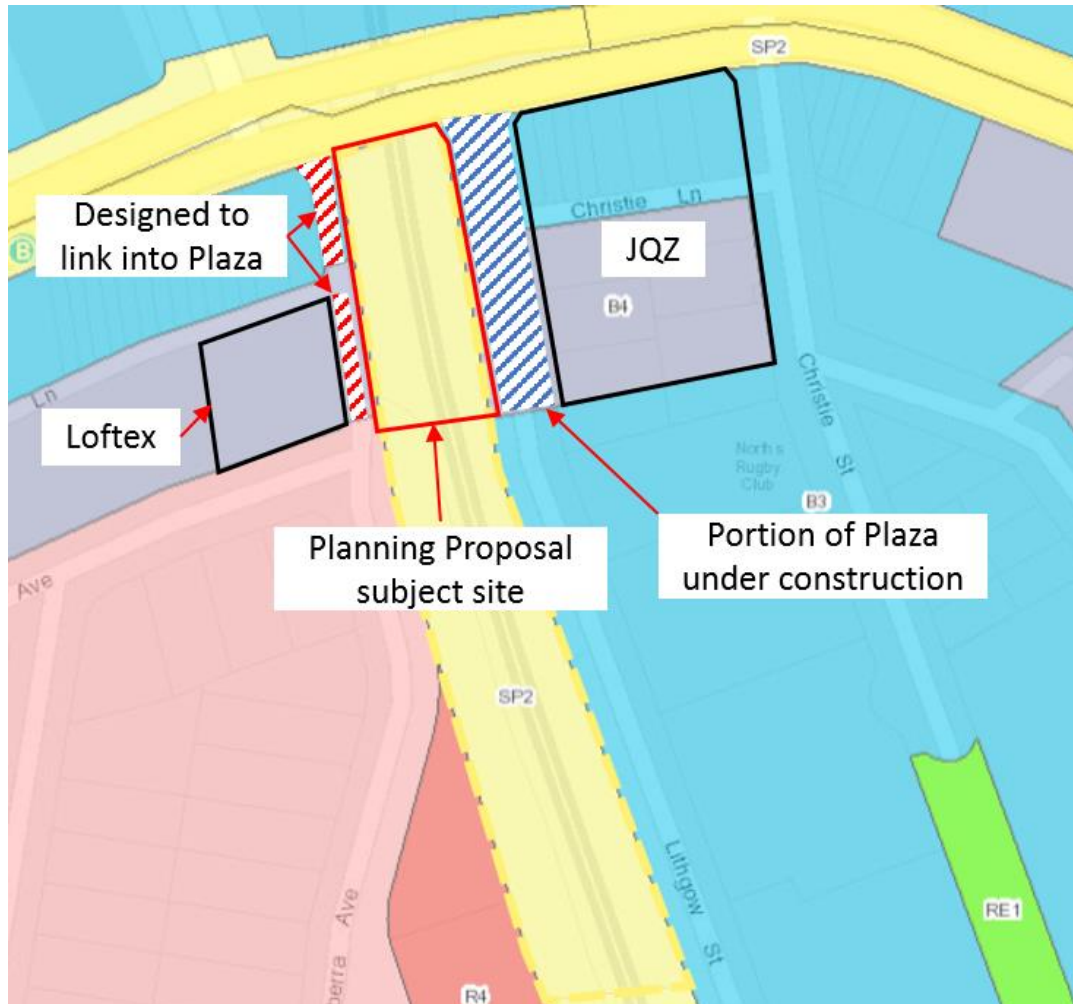 SP2
Designed to
link into Plaza
B
Christie Ln
JQZ
B4
Ln
Loftex
Christie St
North s
Rugby
Club
B3
Planning Proposal
subject site
Portion of Plaza
under construction
Ave
SP2
Lithgow St
RE1
berra Ave
R4